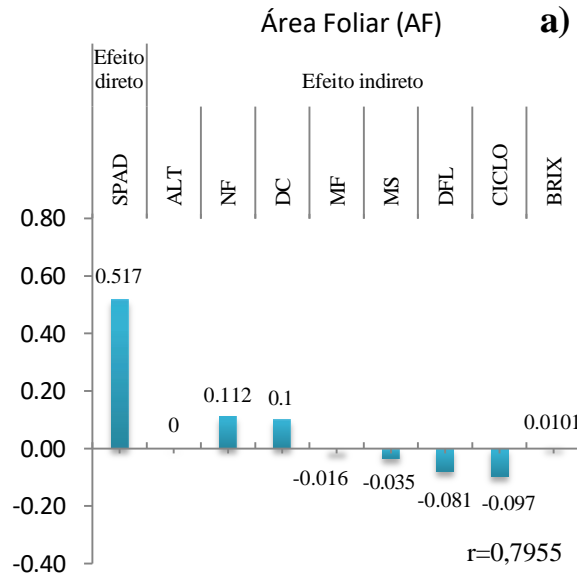 Área Foliar (AF)
a)
Efeito
direto
Efeito indireto
SPAD
ALT
NF
DC
MF
MS
DFL
CICLO
BRIX
0.80
0.60
0.40
0.20
0.00
-0.20
-0.40
0.517
0
0.112
0.1
-0.016
-0.035
-0.081
-0.097
0.0101
r=0,7955